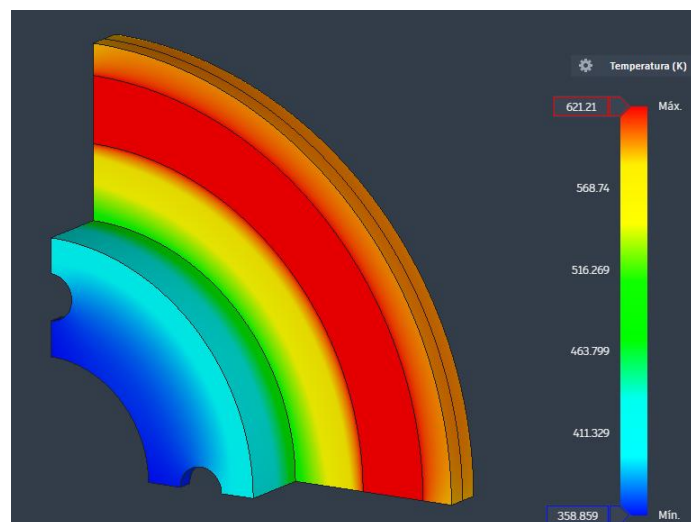 Temperatura (K)
621.21 Máx.
568.74
516.269
463.799
411.329
358.859 Mín.